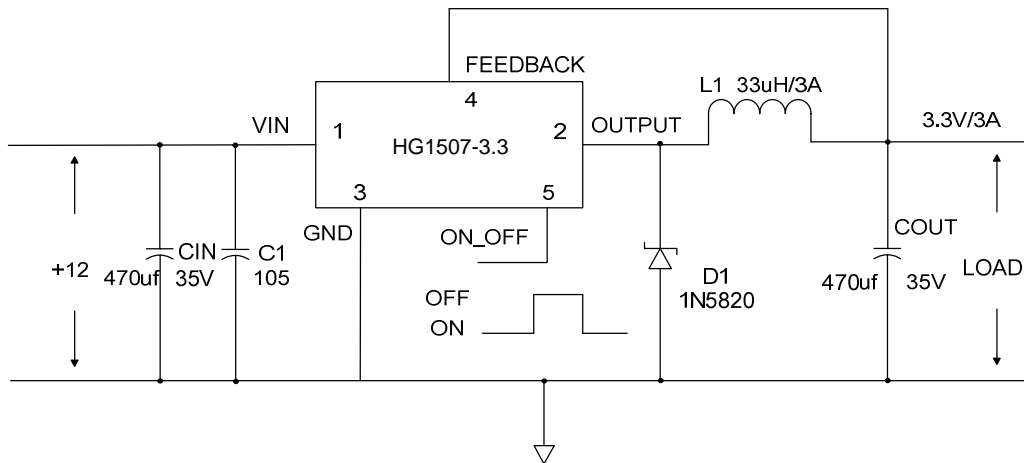 FEEDBACK
4
L1 33uH/3A
VIN
1
HG1507-3.3
2
OUTPUT
3.3V/3A
3
5
GND
ON_OFF
+12
CIN
470uf 35V
C1
105
OFF
ON
D1
1N5820
COUT
470uf 35V
LOAD